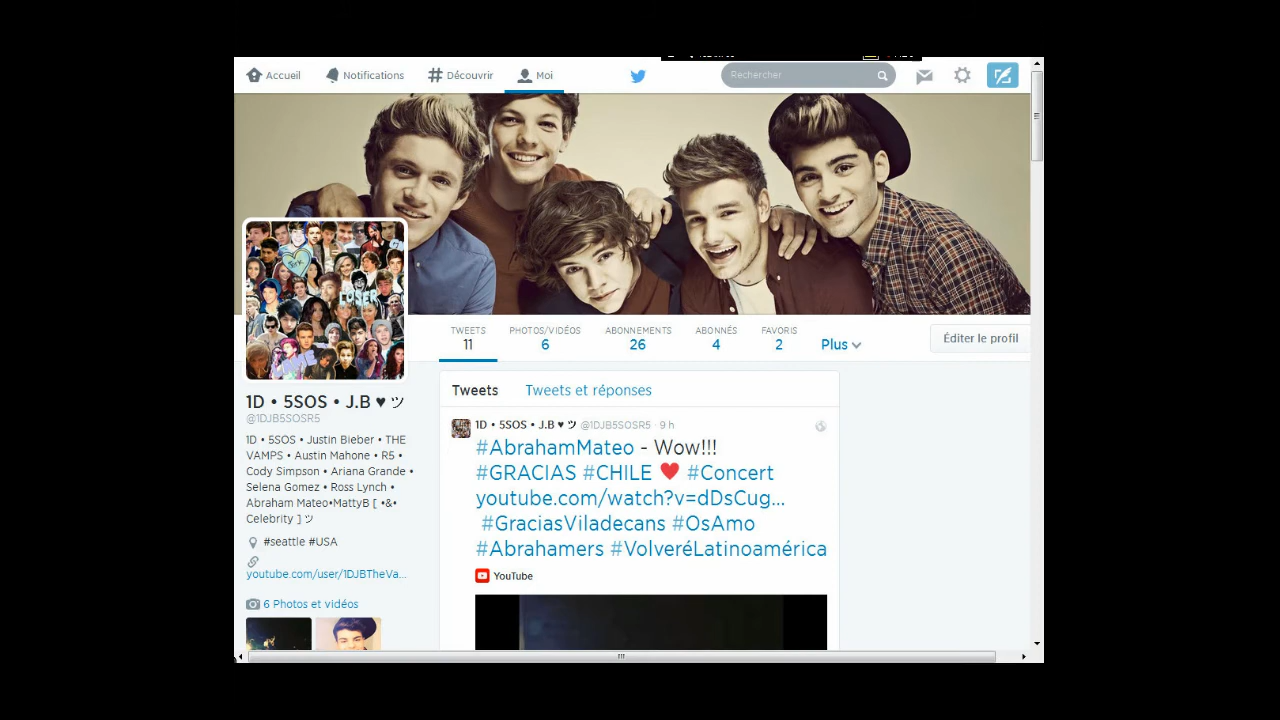 Accueil Notifications Découvrir Moi Rechercher
LOSER
TWEETS PHOTOS/VIDÉOS ABONNEMENTS ABONNÉS FAVORIS
11 6 26 4 2 Plus Éditer le profil
1D • 5SOS • J.B ♥ ツ
@1DJB5SOSR5
1D • 5SOS • Justin Bieber • THE
VAMPS • Austin Mahone • R5 •
Cody Simpson • Ariana Grande •
Selena Gomez • Ross Lynch •
Abraham Mateo•MattyB [ •&•
Celebrity ] ツ
#seattle #USA
youtube.com/user/1DJBTheVa...
6 Photos et vidéos
Tweets Tweets et réponses
1D • 5SOS • J.B ♥ ツ @1DJB5SOSR5 · 9 h
#AbrahamMateo - Wow!!!
#GRACIAS #CHILE ♥ #Concert
youtube.com/watch?v=dDsCug...
#GraciasViladecans #OsAmo
#Abrahamers #VolveréLatinoamérica
YouTube